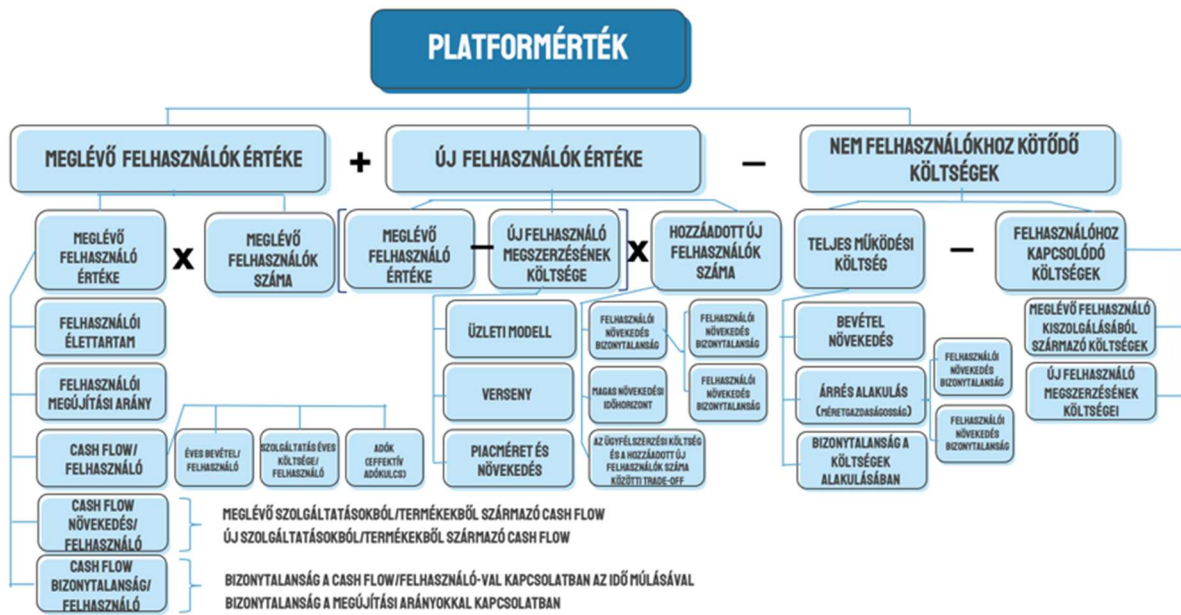 PLATFORMÉRTÉK
MEGLÉVŐ FELHASZNÁLÓK ÉRTÉKE
+
ÚJ FELHASZNÁLÓK ÉRTÉKE
–
NEM FELHASZNÁLÓKHOZ KÖTŐDŐ
KÖLTSÉGEK
MEGLÉVŐ
FELHASZNÁLÓ
ÉRTÉKE
X
MEGLÉVŐ
FELHASZNÁLÓK
SZÁMA
MEGLÉVŐ
FELHASZNÁLÓ
ÉRTÉKE
–
ÚJ FELHASZNÁLÓ
MEGSZERZÉSÉNEK
KÖLTSÉGE
X
HOZZÁADOTT ÚJ
FELHASZNÁLÓK
SZÁMA
TELJES MŰKÖDÉSI
KÖLTSÉG
–
FELHASZNÁLÓHOZ
KAPCSOLÓDÓ
KÖLTSÉGEK
FELHASZNÁLÓI
ÉLETTARTAM
FELHASZNÁLÓI
MEGÚJÍTÁSI ARÁNY
CASH FLOW/
FELHASZNÁLÓ
ÉVES BEVÉTEL/
FELHASZNÁLÓ
SZOLGÁLTATÁS ÉVES
KÖLTSÉGE/
FELHASZNÁLÓ
ADÓK
(EFFEKTÍV
ADÓKULCS)
CASH FLOW
NÖVEKEDÉS/
FELHASZNÁLÓ
MEGLÉVŐ SZOLGÁLTATÁSOKBÓL/TERMÉKEKBŐL SZÁRMAZÓ CASH FLOW
ÚJ SZOLGÁLTATÁSOKBÓL/TERMÉKEKBŐL SZÁRMAZÓ CASH FLOW
CASH FLOW
BIZONYTALANSÁG/
FELHASZNÁLÓ
BIZONYTALANSÁG A CASH FLOW/FELHASZNÁLÓ-VAL KAPCSOLATBAN AZ IDŐ MÚLÁSÁVAL
BIZONYTALANSÁG A MEGÚJÍTÁSI ARÁNYOKKAL KAPCSOLATBAN
ÜZLETI MODELL
VERSENY
PIACMÉRET ÉS
NÖVEKEDÉS
FELHASZNÁLÓI
NÖVEKEDÉS
BIZONYTALANSÁG
FELHASZNÁLÓI
NÖVEKEDÉS
BIZONYTALANSÁG
FELHASZNÁLÓI
NÖVEKEDÉS
BIZONYTALANSÁG
MAGAS NÖVEKEDÉSI
IDŐHORIZONT
AZ ÜGYFÉLSZERZÉSI KÖLTSÉG
ÉS A HOZZÁADOTT ÚJ
FELHASZNÁLÓK SZÁMA
KÖZÖTTI TRADE-OFF
BEVÉTEL
NÖVEKEDÉS
ÁRRÉS ALAKULÁS
(MÉRETGAZDASÁGOSSÁG)
FELHASZNÁLÓI
NÖVEKEDÉS
BIZONYTALANSÁG
FELHASZNÁLÓI
NÖVEKEDÉS
BIZONYTALANSÁG
BIZONYTALANSÁG A
KÖLTSÉGEK
ALAKULÁSÁBAN
MEGLÉVŐ FELHASZNÁLÓ
KISZOLGÁLÁSÁBÓL
SZÁRMAZÓ KÖLTSÉGEK
ÚJ FELHASZNÁLÓ
MEGSZERZÉSÉNEK
KÖLTSÉGEI